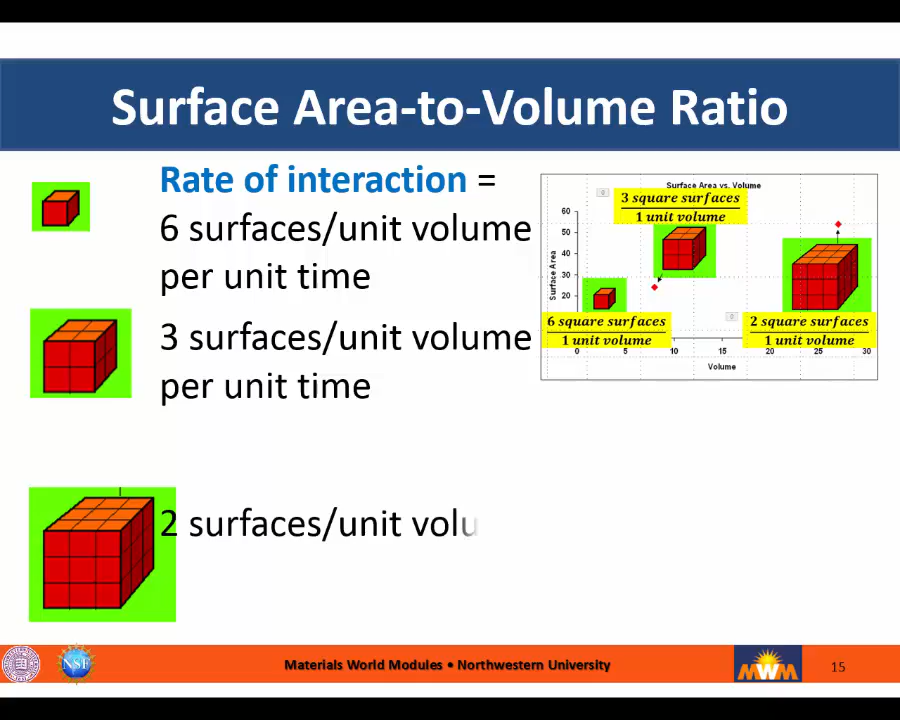 Surface Area-to-Volume Ratio
Rate of interaction =
6 surfaces/unit volume
per unit time
3 surfaces/unit volume
per unit time
2 surfaces/unit volu
Surface Area vs. Volume
3 square surfaces
1 unit volume
60
50
40
30
20
Surface Area
6 square surfaces
1 unit volume
2 square surfaces
1 unit volume
0 5 10 15 20 25 30
Volume
NSF
Materials World Modules • Northwestern University
MWM
15